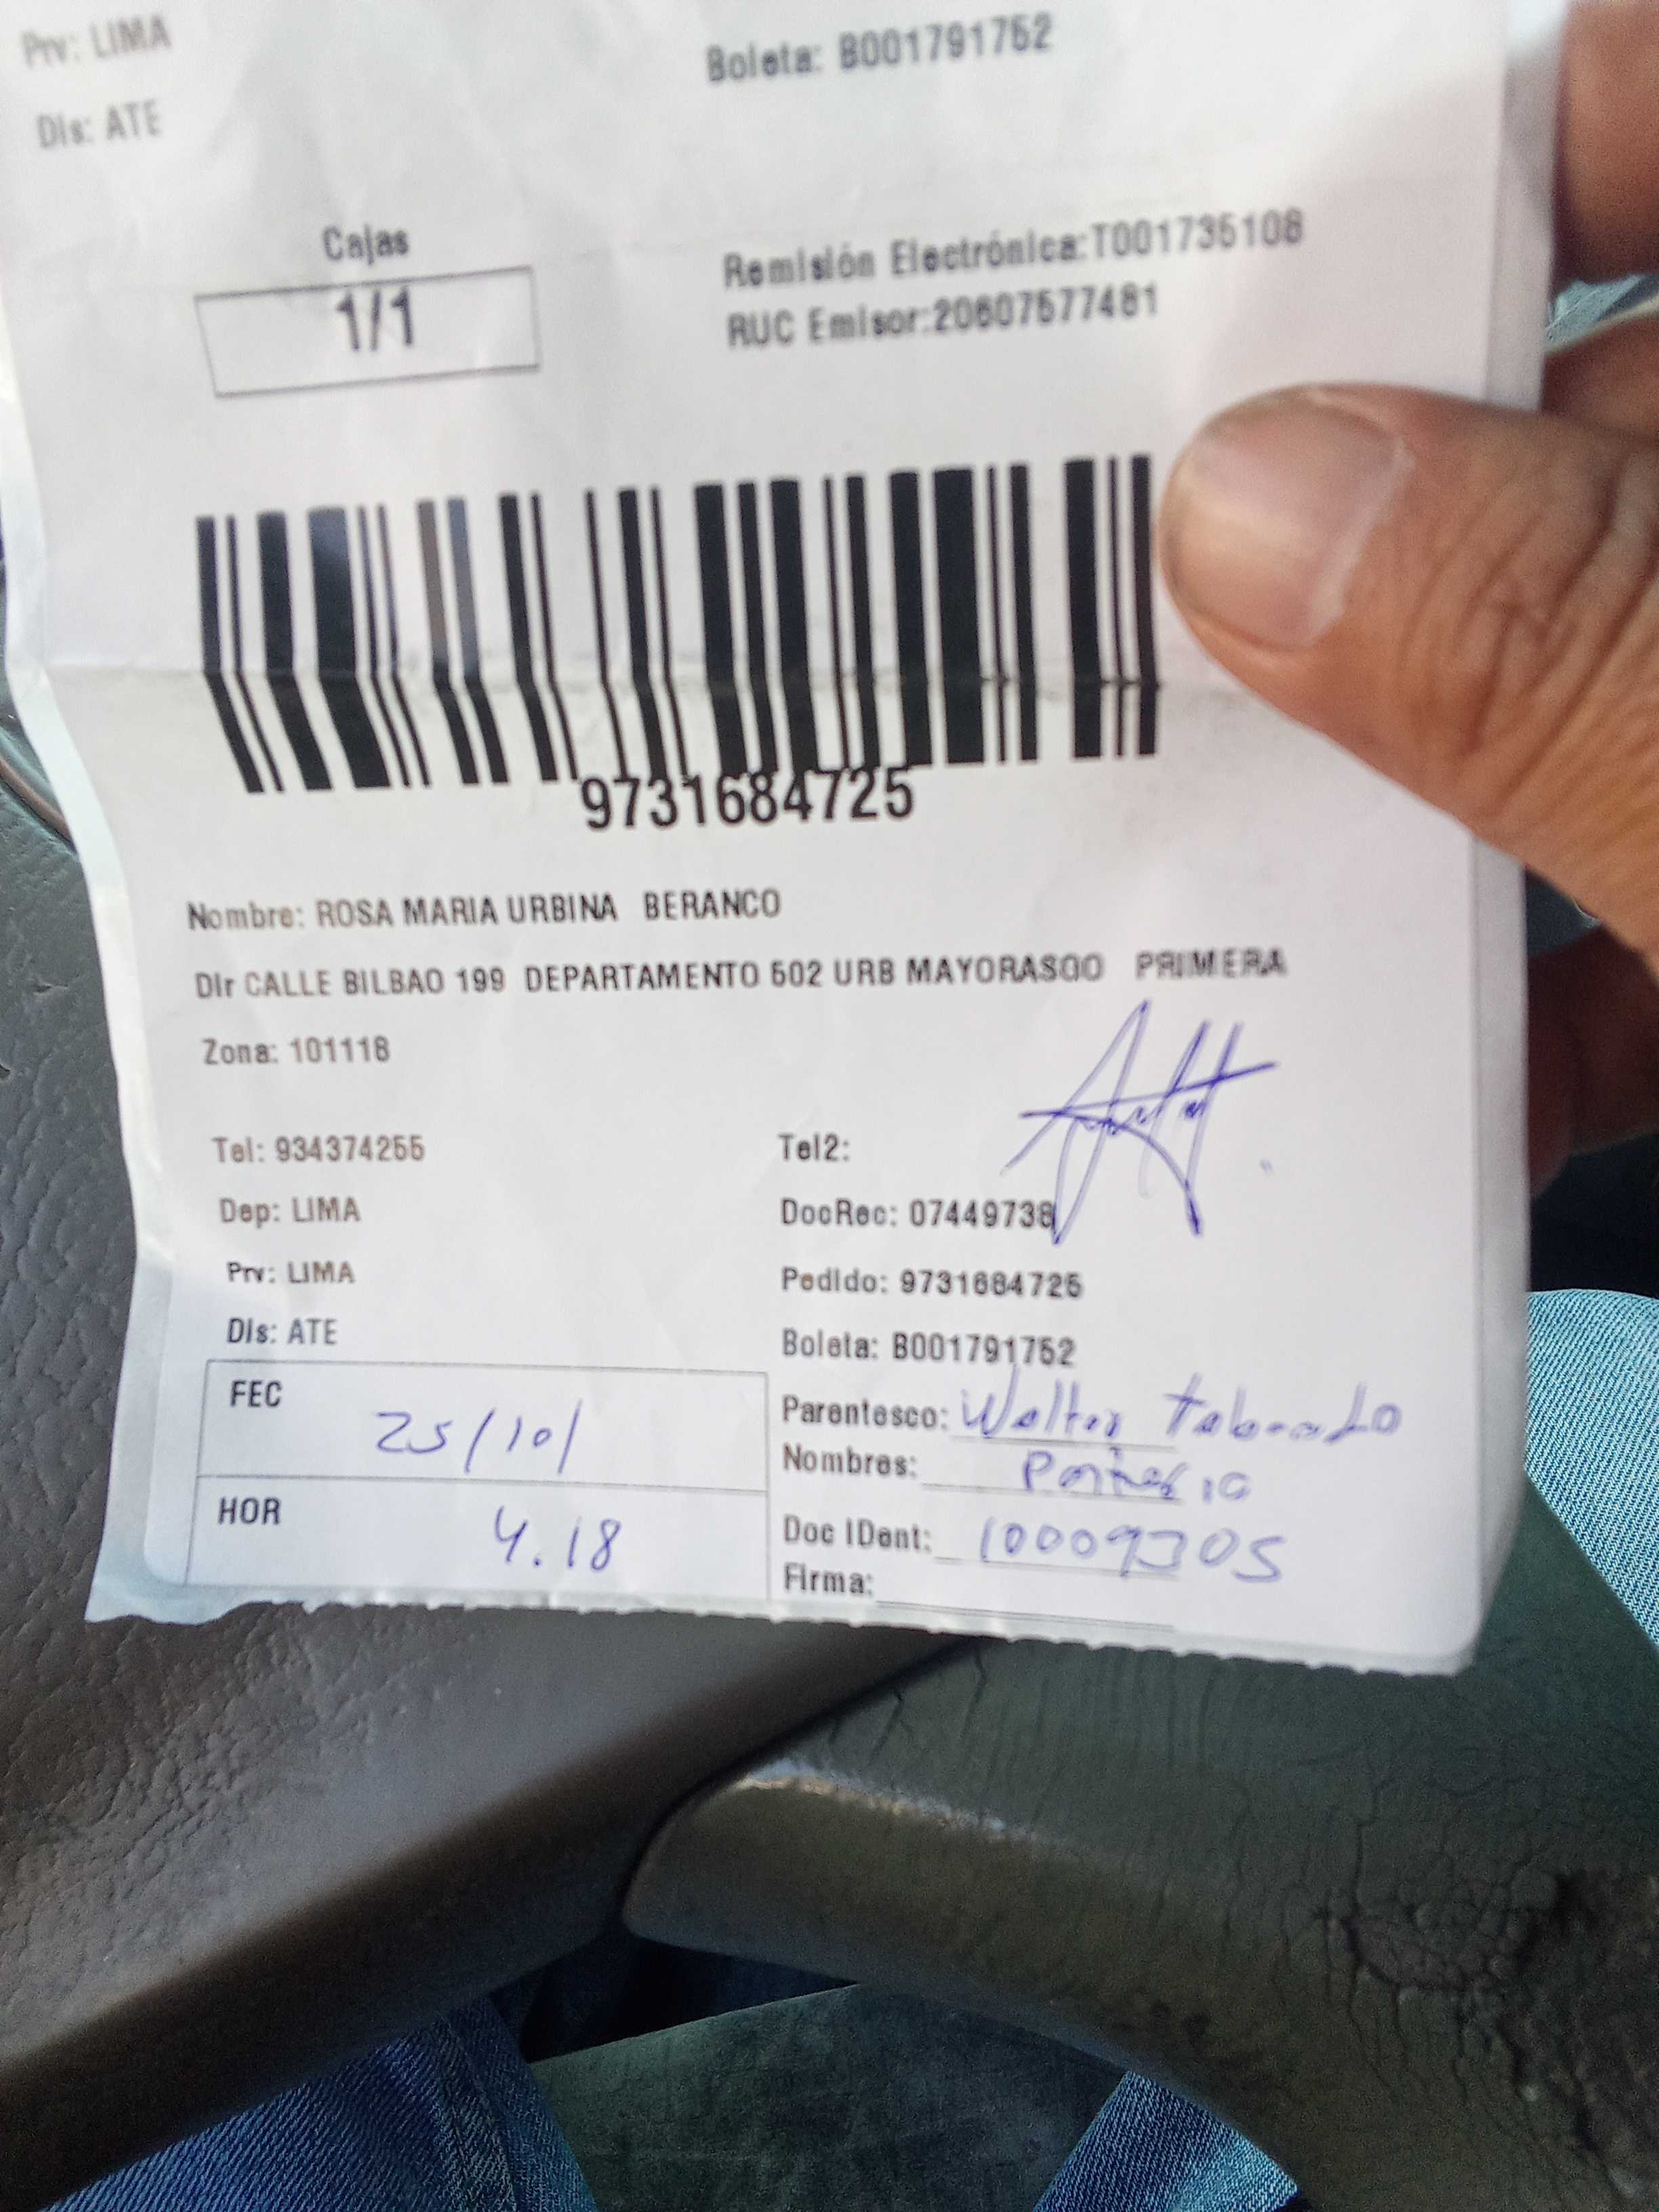 Prv: LIMA Boleta: B001791752
Dis: ATE
Cajas Remisión Electrónica:T001735108
1/1 RUC Emisor:20607577481
9731684725
Nombre: ROSA MARIA URBINA BERANCO
Dir CALLE BILBAO 199 DEPARTAMENTO 502 URB MAYORASGO PRIMERA
Zona: 101118
Tel: 934374255 Tel2:
Dep: LIMA DocRec: 07449738
Prv: LIMA Pedido: 9731684725
Dis: ATE Boleta: B001791752
FEC 25/10/ Parentesco: Walter
Nombres:
HOR 4.18 Doc IDent: 10009305
Firma: